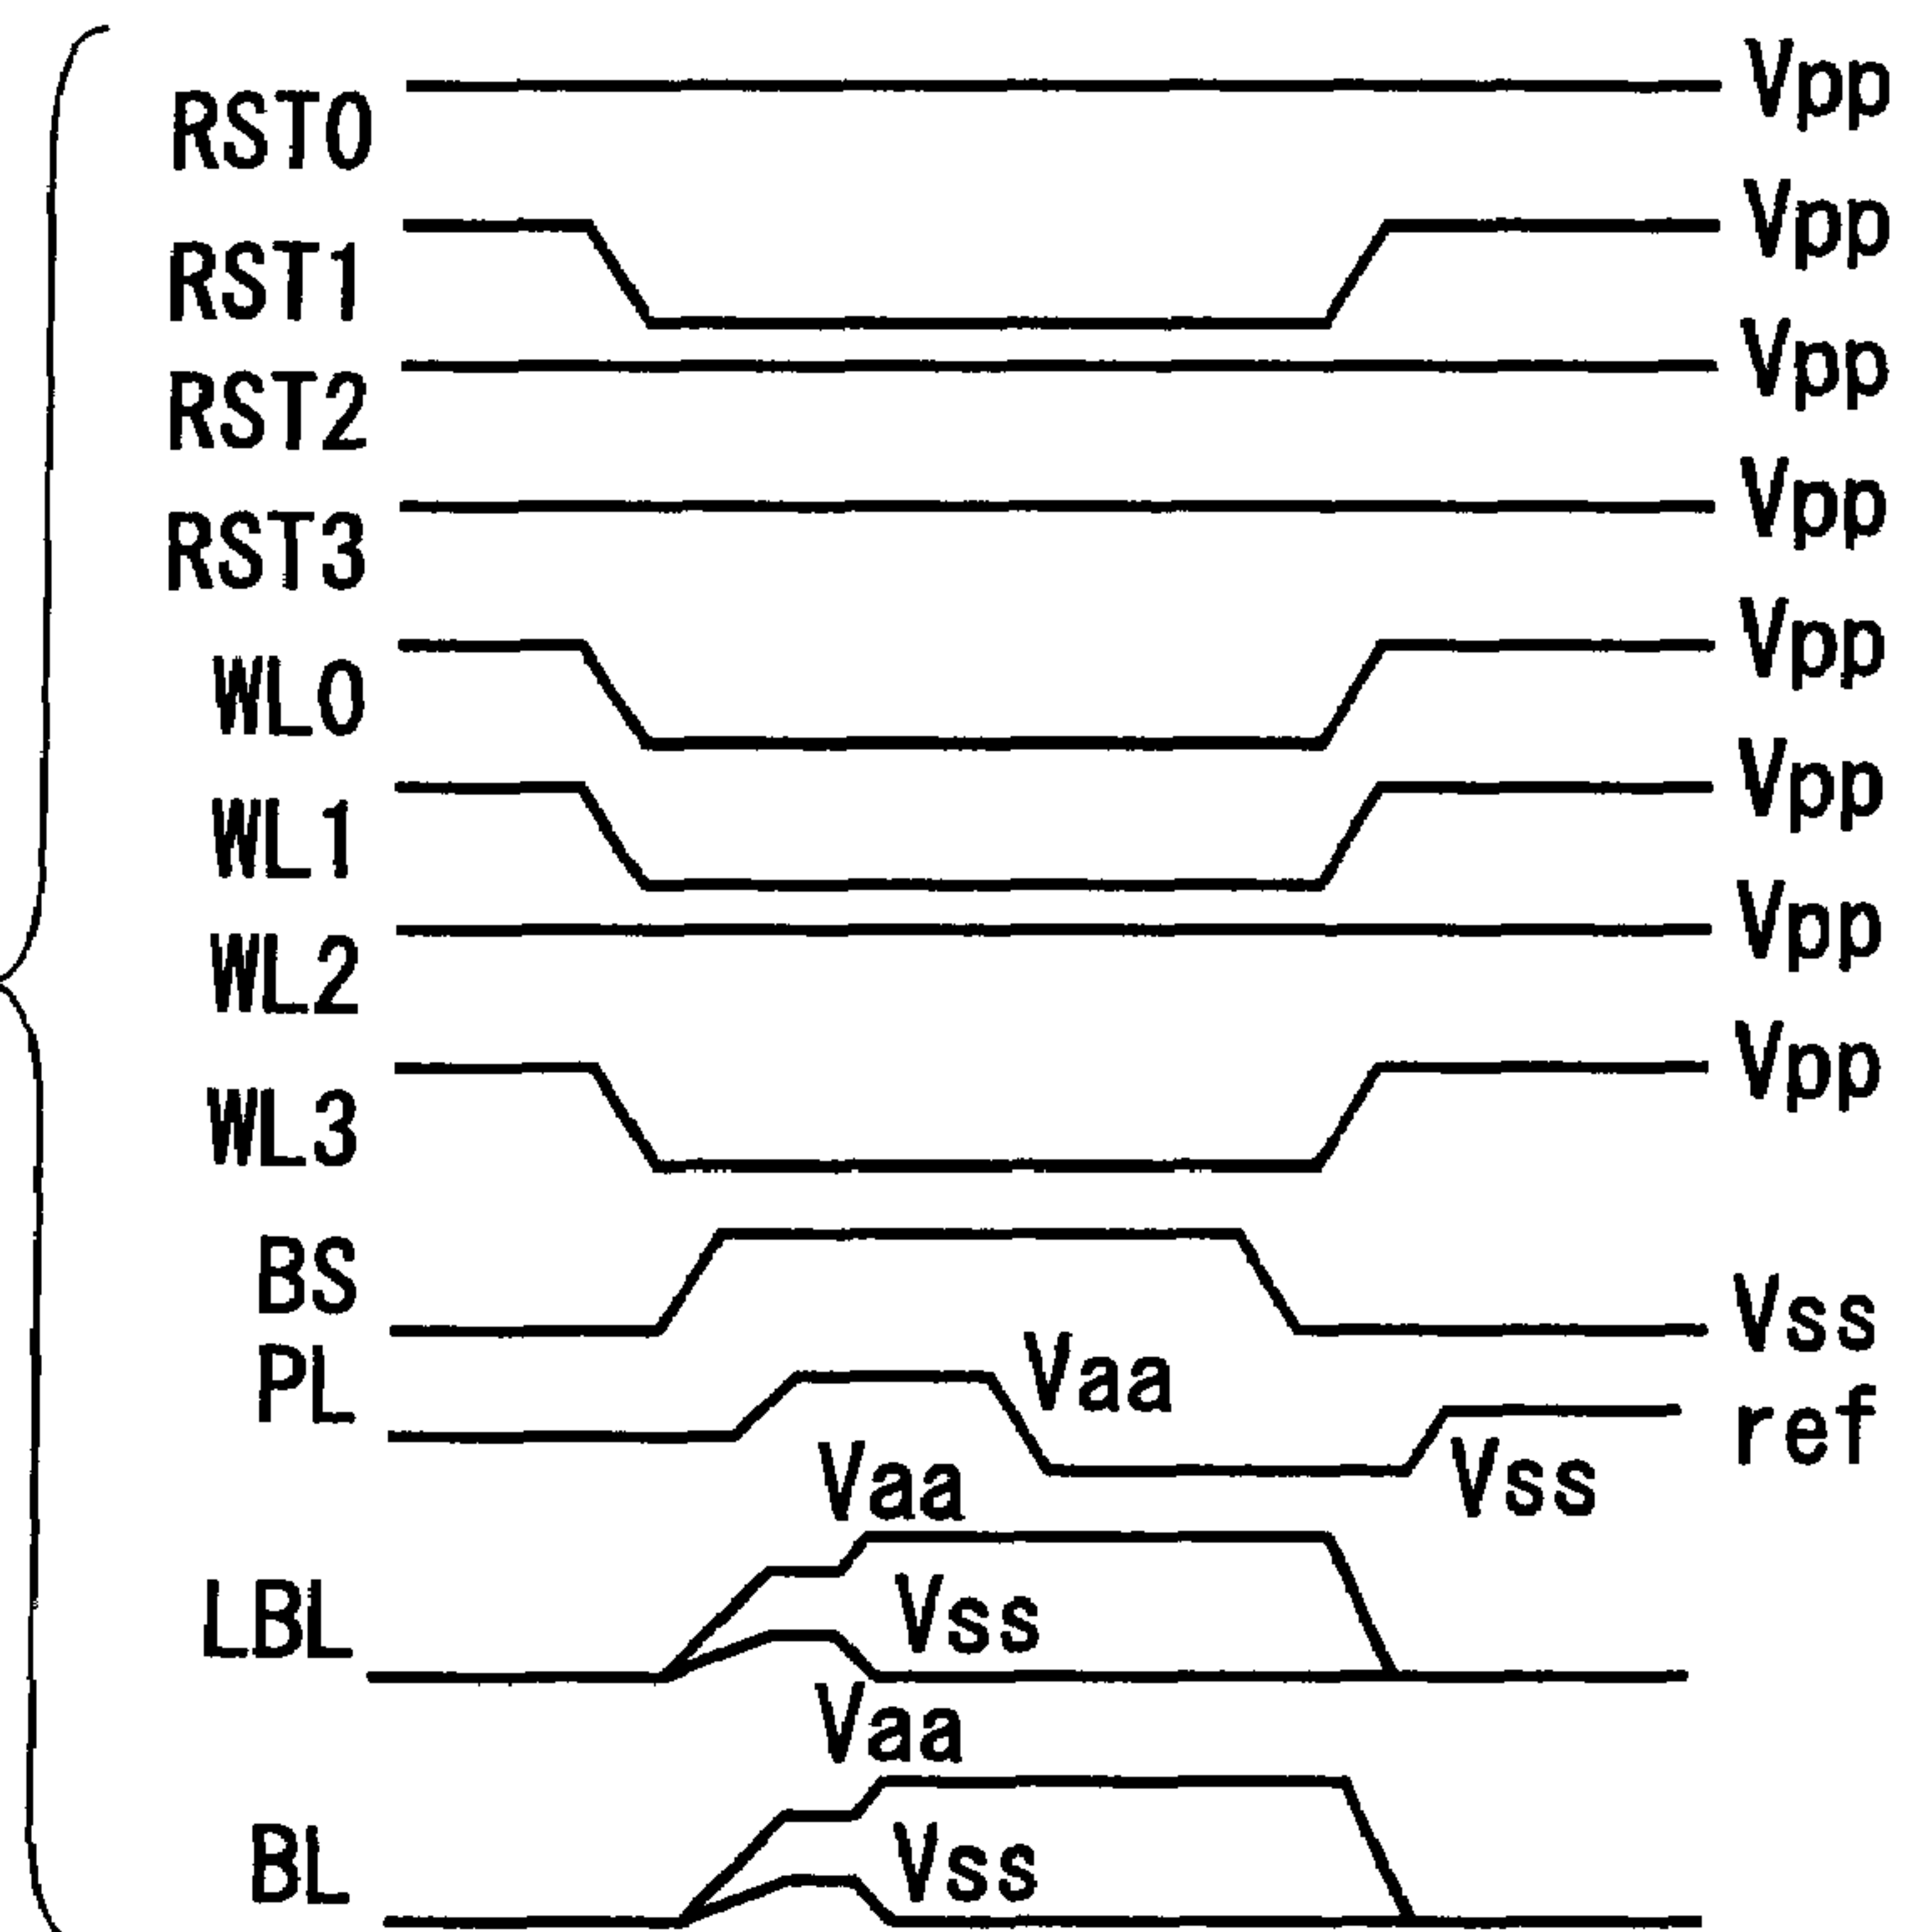 RST0 Vpp
RST1 Vpp
RST2 Vpp
RST3 Vpp
WL0 Vpp
WL1 Vpp
WL2 Vpp
WL3 Vpp
BS Vss
PL Vaa ref
Vaa Vss
LBL Vss
Vaa
BL Vss